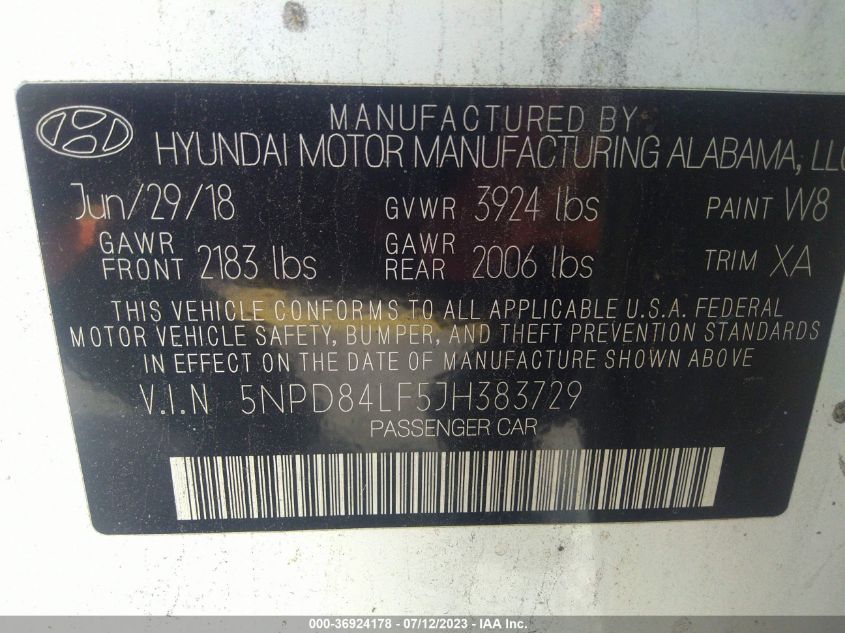 MANUFACTURED BY
HYUNDAI MOTOR MANUFACTURING ALABAMA, LLC
Jun/29/18 GVWR 3924 lbs PAINT W8
GAWR FRONT 2183 lbs GAWR REAR 2006 lbs TRIM XA
THIS VEHICLE CONFORMS TO ALL APPLICABLE U.S.A. FEDERAL
MOTOR VEHICLE SAFETY, BUMPER, AND THEFT PREVENTION STANDARDS
IN EFFECT ON THE DATE OF MANUFACTURE SHOWN ABOVE
V.I.N 5NPD84LF5JH383729
PASSENGER CAR
000-36924178 - 07/12/2023 - IAA Inc.